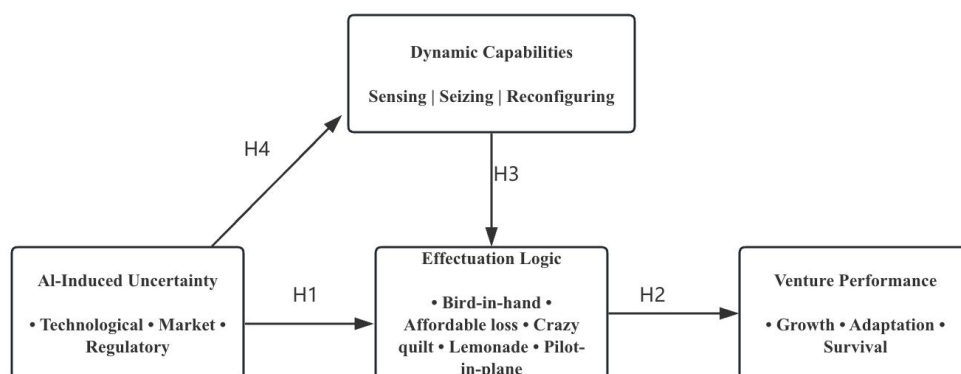 Dynamic Capabilities
Sensing | Seizing | Reconfiguring
H4
H3
AI-Induced Uncertainty
• Technological • Market •
Regulatory
H1
Effectuation Logic
• Bird-in-hand •
Affordable loss • Crazy
quilt • Lemonade • Pilot-
in-plane
H2
Venture Performance
• Growth • Adaptation •
Survival